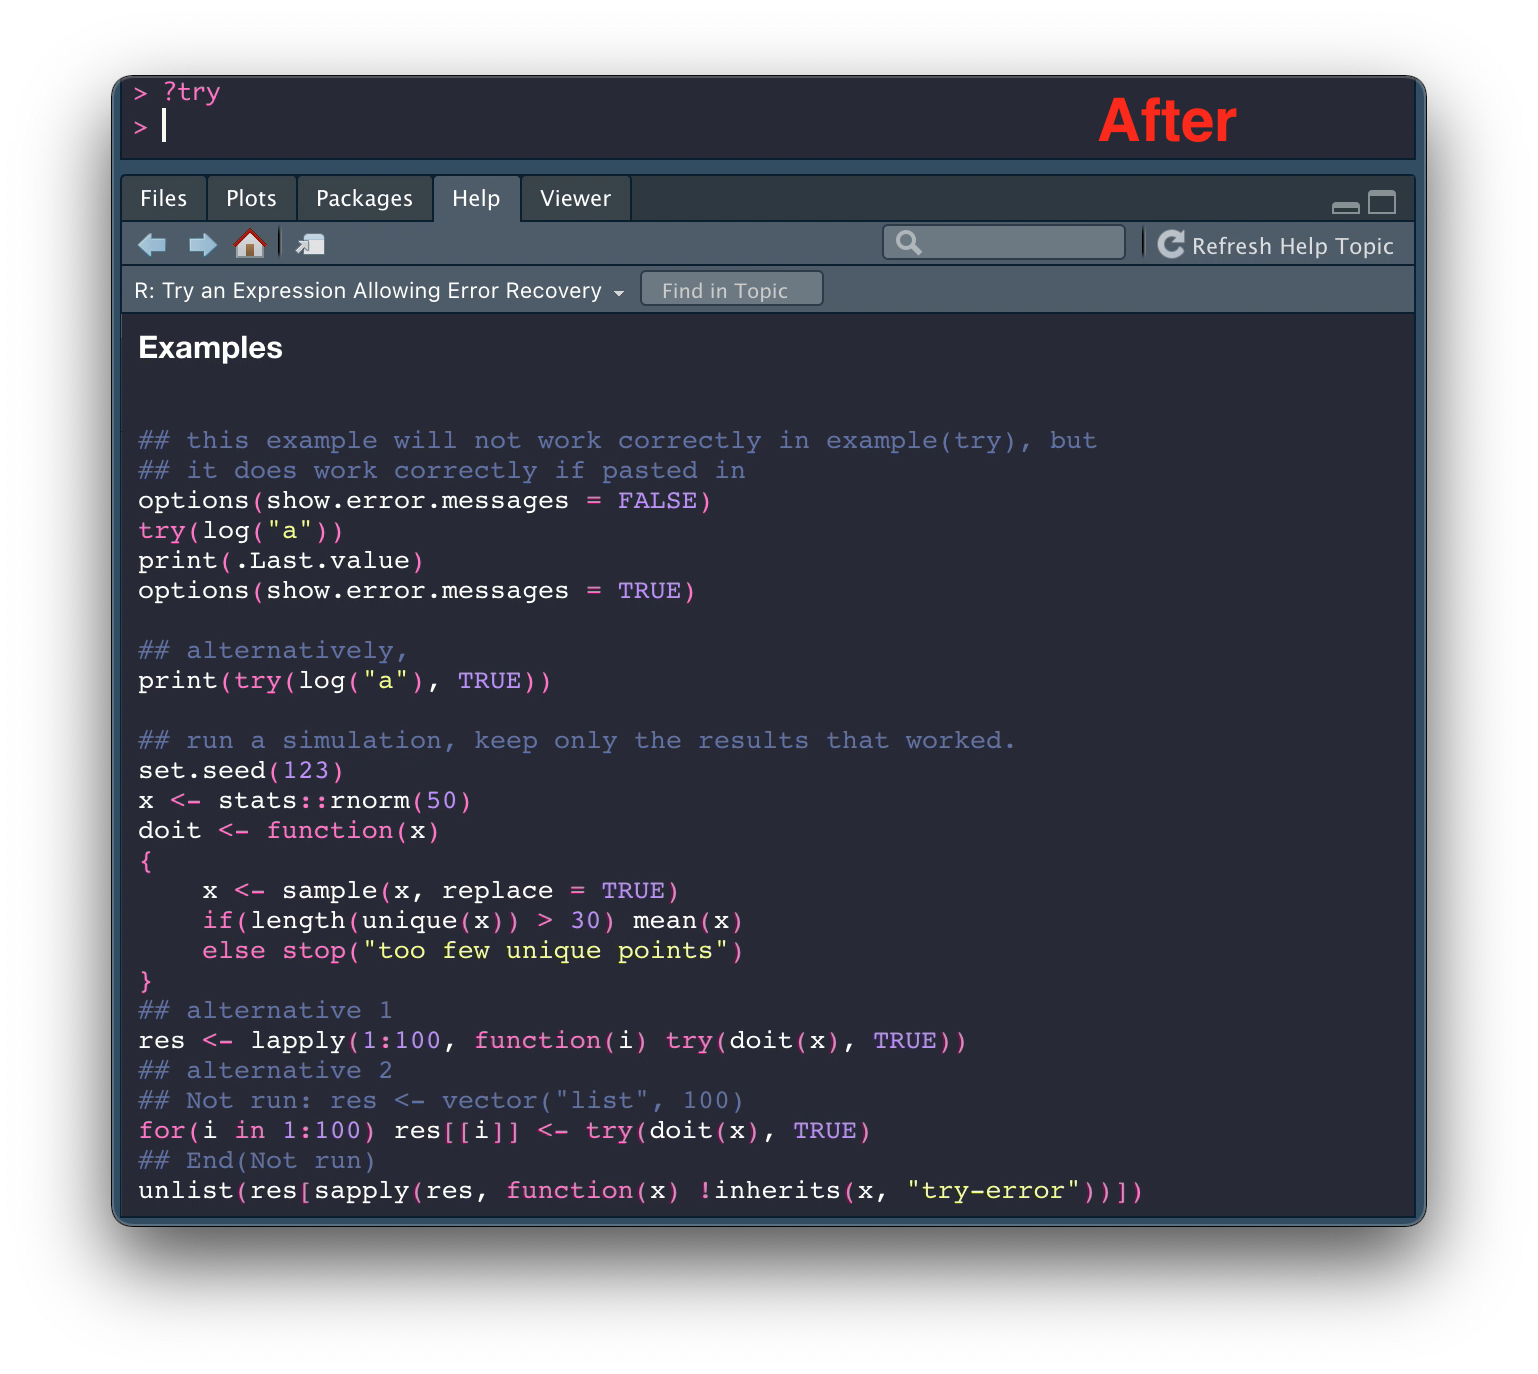 > ?try
>
After
Files Plots Packages Help Viewer
Refresh Help Topic
R: Try an Expression Allowing Error Recovery Find in Topic
Examples
## this example will not work correctly in example(try), but
## it does work correctly if pasted in
options(show.error.messages = FALSE)
try(log("a"))
print(.Last.value)
options(show.error.messages = TRUE)
## alternatively,
print(try(log("a"), TRUE))
## run a simulation, keep only the results that worked.
set.seed(123)
x <- stats::rnorm(50)
doit <- function(x)
{
    x <- sample(x, replace = TRUE)
    if(length(unique(x)) > 30) mean(x)
    else stop("too few unique points")
}
## alternative 1
res <- lapply(1:100, function(i) try(doit(x), TRUE))
## alternative 2
## Not run: res <- vector("list", 100)
for(i in 1:100) res[[i]] <- try(doit(x), TRUE)
## End(Not run)
unlist(res[sapply(res, function(x) !inherits(x, "try-error"))])